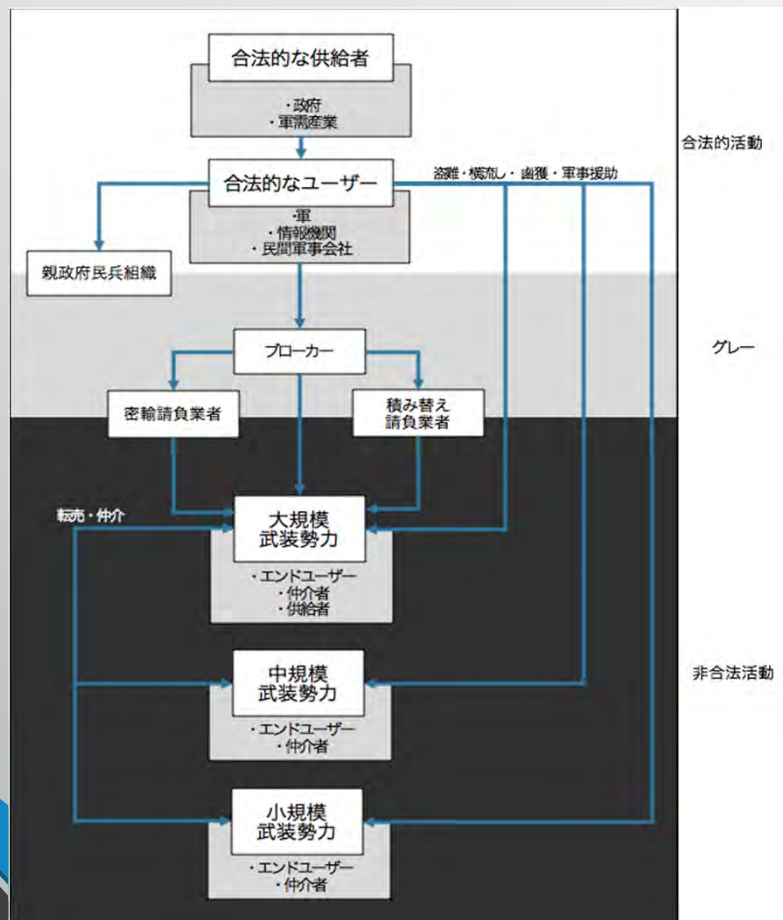 合法的な供給者
・政府
・軍需産業
合法的活動
合法的なユーザー
盗難・横流し・鹵獲・軍事援助
・軍
・情報機関
・民間軍事会社
親政府民兵組織
グレー
ブローカー
密輸請負業者
積み替え
請負業者
転売・仲介
大規模
武装勢力
・エンドユーザー
・仲介者
・供給者
非合法活動
中規模
武装勢力
・エンドユーザー
・仲介者
小規模
武装勢力
・エンドユーザー
・仲介者